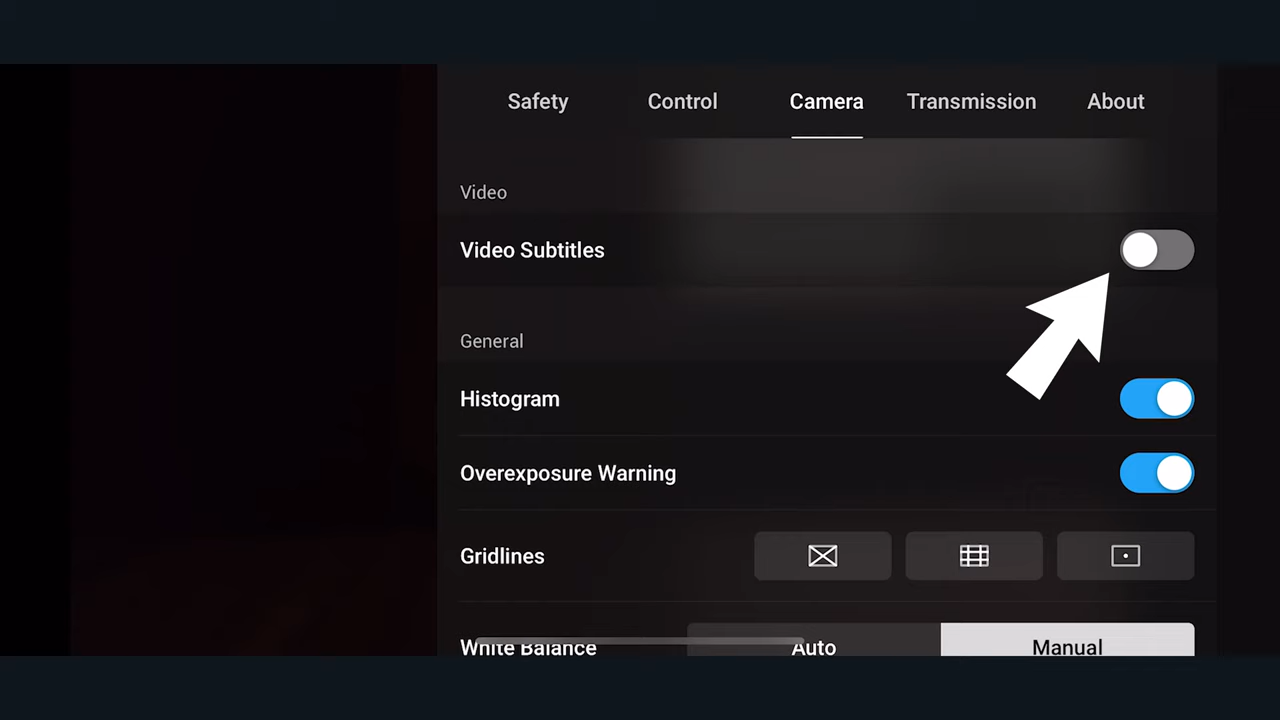 Safety Control Camera Transmission About
Video
Video Subtitles
General
Histogram
Overexposure Warning
Gridlines
White Balance Auto Manual